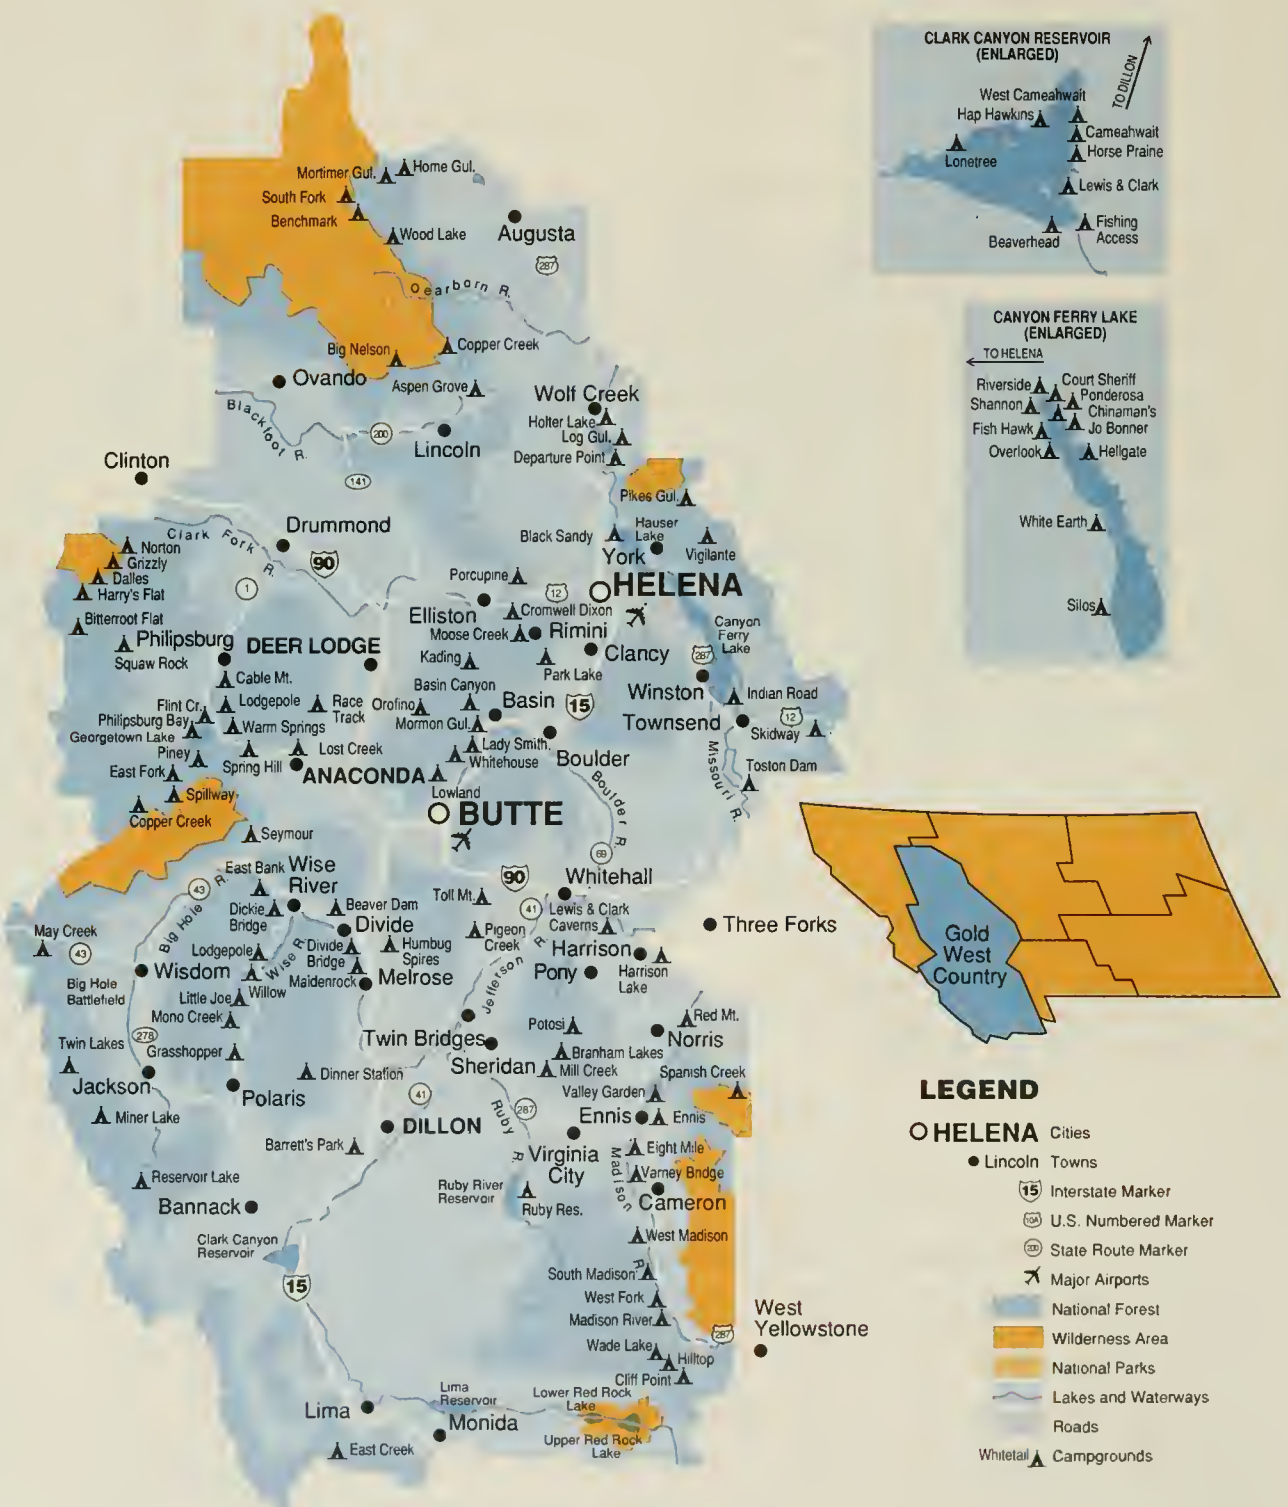 CLARK CANYON RESERVOIR
(ENLARGED)
TO DILLON
West Cameahwait
Hap Hawkins
Cameahwait
Horse Praine
Lonetree
Lewis & Clark
Fishing
Access
Beaverhead
CANYON FERRY LAKE
(ENLARGED)
TO HELENA
Riverside
Court Sheriff
Ponderosa
Shannon
Chinaman's
Fish Hawk
Jo Bonner
Overlook
Hellgate
White Earth
Silos
Mortimer Gul.
Home Gul.
South Fork
Benchmark
Wood Lake
Augusta
287
Dearborn R.
Big Nelson
Copper Creek
Ovando
Aspen Grove
Wolf Creek
Holter Lake
Blackfoot R.
200
Lincoln
Log Gul.
Departure Point
Clinton
141
Pikes Gul.
Drummond
Clark Fork R.
90
Black Sandy
Hauser
Lake
York
Vigilante
Norton
Grizzly
Dalles
Harry's Flat
1
Porcupine
12
HELENA
Bitterroot Flat
Elliston
Cromwell Dixon
Philipsburg
DEER LODGE
Moose Creek
Rimini
Canyon
Ferry
Lake
Squaw Rock
Kading
Clancy
287
Cable Mt.
Park Lake
Basin Canyon
Winston
Indian Road
Flint Cr.
Lodgepole
Race
Track
Orofino
Basin
15
Philipsburg Bay
Warm Springs
Mormon Gul.
Townsend
12
Skidway
Georgetown Lake
Lady Smith.
Piney
Spring Hill
Lost Creek
Whitehouse
Boulder
East Fork
ANACONDA
Toston Dam
Missouri R.
Spillway
Lowland
Boulder R.
Copper Creek
BUTTE
Seymour
69
East Bank
Wise
River
43
Big Hole R.
90
Whitehall
Toll Mt.
41
Dickie
Bridge
Beaver Dam
Lewis & Clark
Caverns
May Creek
43
Divide
Pigeon
Creek
Three Forks
Lodgepole
Wise R.
Divide
Bridge
Humbug
Spires
Harrison
Wisdom
Maidenrock
Melrose
Pony
Harrison
Lake
Big Hole
Battlefield
Willow
Little Joe
Jefferson R.
Mono Creek
Red Mt.
278
Twin Bridges
Potosi
Norris
Twin Lakes
Grasshopper
Sheridan
Branham Lakes
Jackson
Dinner Station
Mill Creek
Spanish Creek
Polaris
41
287
Valley Garden
Miner Lake
DILLON
Ruby R.
Ennis
Ennis
Barrett's Park
Virginia
City
Eight Mile
Madison R.
Varney Bridge
Reservoir Lake
Ruby River
Reservoir
Ruby Res.
Cameron
Bannack
West Madison
Clark Canyon
Reservoir
15
South Madison
West Fork
Madison River
West
Yellowstone
287
Wade Lake
Hilltop
Cliff Point
Lima
Lima
Reservoir
Lower Red Rock
Lake
Monida
Upper Red Rock
Lake
East Creek
Gold
West
Country
LEGEND
HELENA Cities
Lincoln Towns
15 Interstate Marker
10A U.S. Numbered Marker
200 State Route Marker
Major Airports
National Forest
Wilderness Area
National Parks
Lakes and Waterways
Roads
Whitetail Campgrounds